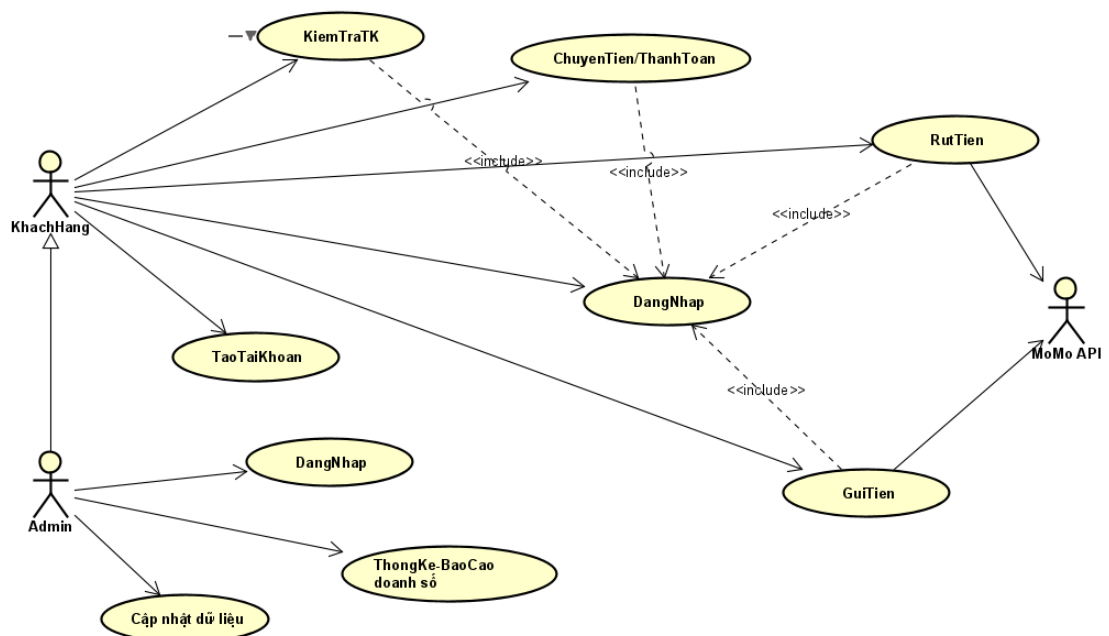 KiemTraTK
ChuyenTien/ThanhToan
RutTien
<<include>>
<<include>>
<<include>>
KhachHang
DangNhap
MoMo API
TaoTaiKhoan
<<include>>
DangNhap
GuiTien
Admin
ThongKe-BaoCao
doanh số
Cập nhật dữ liệu